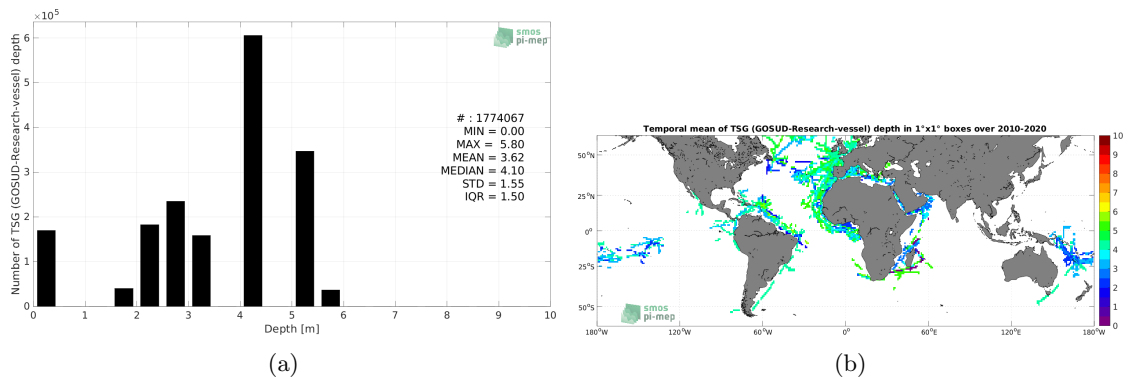 ×10⁵
6
5
4
3
2
1
0
Number of TSG (GOSUD-Research-vessel) depth
0 1 2 3 4 5 6 7 8 9 10
Depth [m]
smos
pi-mep
# : 1774067
MIN = 0.00
MAX = 5.80
MEAN = 3.62
MEDIAN = 4.10
STD = 1.55
IQR = 1.50
(a)
Temporal mean of TSG (GOSUD-Research-vessel) depth in 1°x1° boxes over 2010-2020
50°N
25°N
0°
25°S
50°S
180°W 120°W 60°W 0° 60°E 120°E 180°E
smos
pi-mep
10
9
8
7
6
5
4
3
2
1
0
(b)